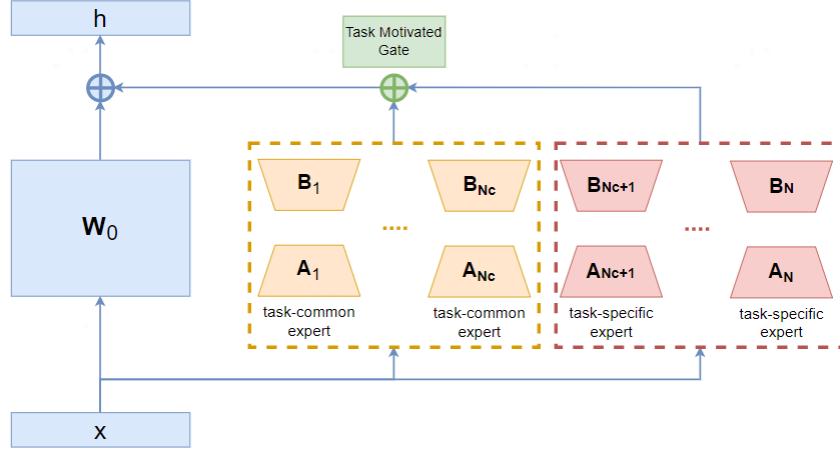 h
Task Motivated
Gate
W0
B1
BNc
BNc+1
BN
....
....
A1
ANc
ANc+1
AN
task-common
expert
task-common
expert
task-specific
expert
task-specific
expert
x